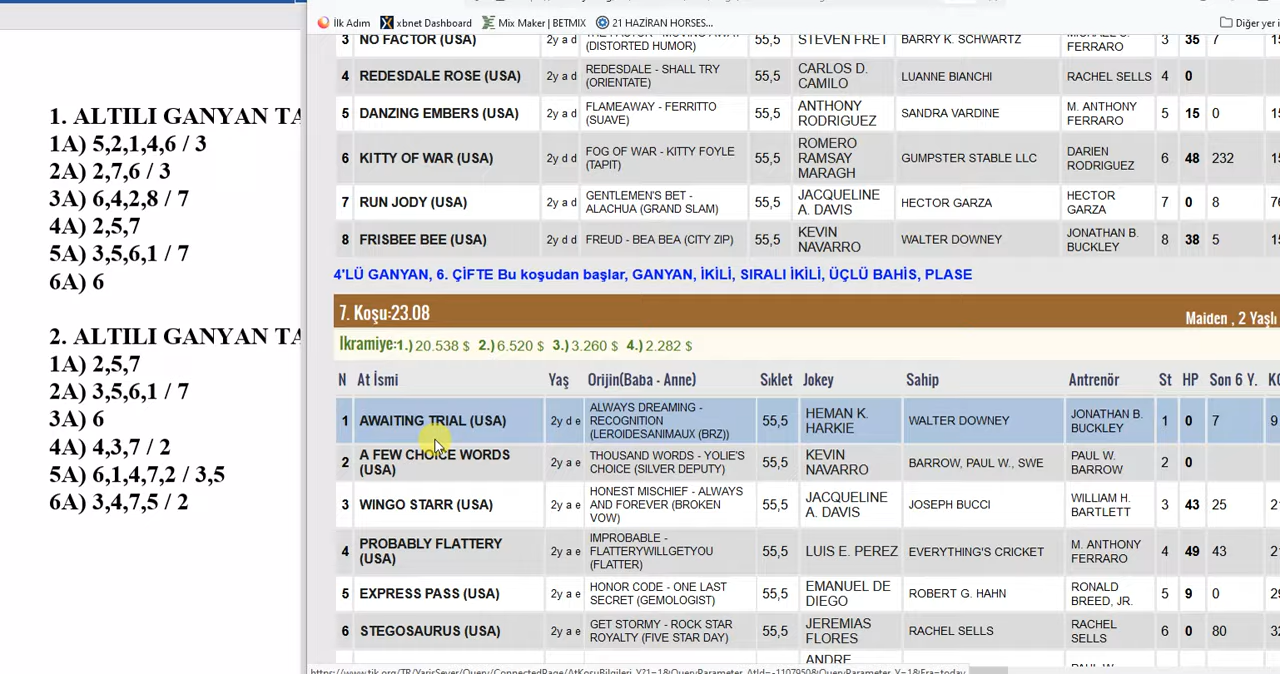 İlk Adım xbnet Dashboard Mix Maker | BETMIX 21 HAZİRAN HORSES... Diğer yer i
1. ALTILI GANYAN TA
1A) 5,2,1,4,6 / 3
2A) 2,7,6 / 3
3A) 6,4,2,8 / 7
4A) 2,5,7
5A) 3,5,6,1 / 7
6A) 6
2. ALTILI GANYAN TA
1A) 2,5,7
2A) 3,5,6,1 / 7
3A) 6
4A) 4,3,7 / 2
5A) 6,1,4,7,2 / 3,5
6A) 3,4,7,5 / 2
3 NO FACTOR (USA) 2y a d (DISTORTED HUMOR) 55,5 STEVEN FRET BARRY K. SCHWARTZ FERRARO 3 35 7
4 REDESDALE ROSE (USA) 2y a d REDESDALE - SHALL TRY (ORIENTATE) 55,5 CARLOS D. CAMILO LUANNE BIANCHI RACHEL SELLS 4 0
5 DANZING EMBERS (USA) 2y a d FLAMEAWAY - FERRITTO (SUAVE) 55,5 ANTHONY RODRIGUEZ SANDRA VARDINE M. ANTHONY FERRARO 5 15 0 15
6 KITTY OF WAR (USA) 2y d d FOG OF WAR - KITTY FOYLE (TAPIT) 55,5 ROMERO RAMSAY MARAGH GUMPSTER STABLE LLC DARIEN RODRIGUEZ 6 48 232 15
7 RUN JODY (USA) 2y a d GENTLEMEN'S BET - ALACHUA (GRAND SLAM) 55,5 JACQUELINE A. DAVIS HECTOR GARZA HECTOR GARZA 7 0 8
8 FRISBEE BEE (USA) 2y d d FREUD - BEA BEA (CITY ZIP) 55,5 KEVIN NAVARRO WALTER DOWNEY JONATHAN B. BUCKLEY 8 38 5 15
4'LÜ GANYAN, 6. ÇİFTE Bu koşudan başlar, GANYAN, İKİLİ, SIRALI İKİLİ, ÜÇLÜ BAHİS, PLASE
7. Koşu:23.08 Maiden , 2 Yaşlı
Ikramiye:1.) 20.538 $ 2.) 6.520 $ 3.) 3.260 $ 4.) 2.282 $
N At İsmi Yaş Orijin(Baba - Anne) Sıklet Jokey Sahip Antrenör St HP Son 6 Y.
1 AWAITING TRIAL (USA) 2y d e ALWAYS DREAMING - RECOGNITION (LEROIDESANIMAUX (BRZ)) 55,5 HEMAN K. HARKIE WALTER DOWNEY JONATHAN B. BUCKLEY 1 0 7 9
2 A FEW CHOICE WORDS (USA) 2y a e THOUSAND WORDS - YOLIE'S CHOICE (SILVER DEPUTY) 55,5 KEVIN NAVARRO BARROW, PAUL W., SWE PAUL W. BARROW 2 0
3 WINGO STARR (USA) 2y a e HONEST MISCHIEF - ALWAYS AND FOREVER (BROKEN VOW) 55,5 JACQUELINE A. DAVIS JOSEPH BUCCI WILLIAM H. BARTLETT 3 43 25
4 PROBABLY FLATTERY (USA) 2y a e IMPROBABLE - FLATTERYWILLGETYOU (FLATTER) 55,5 LUIS E. PEREZ EVERYTHING'S CRICKET M. ANTHONY FERRARO 4 49 43
5 EXPRESS PASS (USA) 2y a e HONOR CODE - ONE LAST SECRET (GEMOLOGIST) 55,5 EMANUEL DE DIEGO ROBERT G. HAHN RONALD BREED, JR. 5 9 0
6 STEGOSAURUS (USA) 2y a e GET STORMY - ROCK STAR ROYALTY (FIVE STAR DAY) 55,5 JEREMIAS FLORES RACHEL SELLS RACHEL SELLS 6 0 80
ANDRE